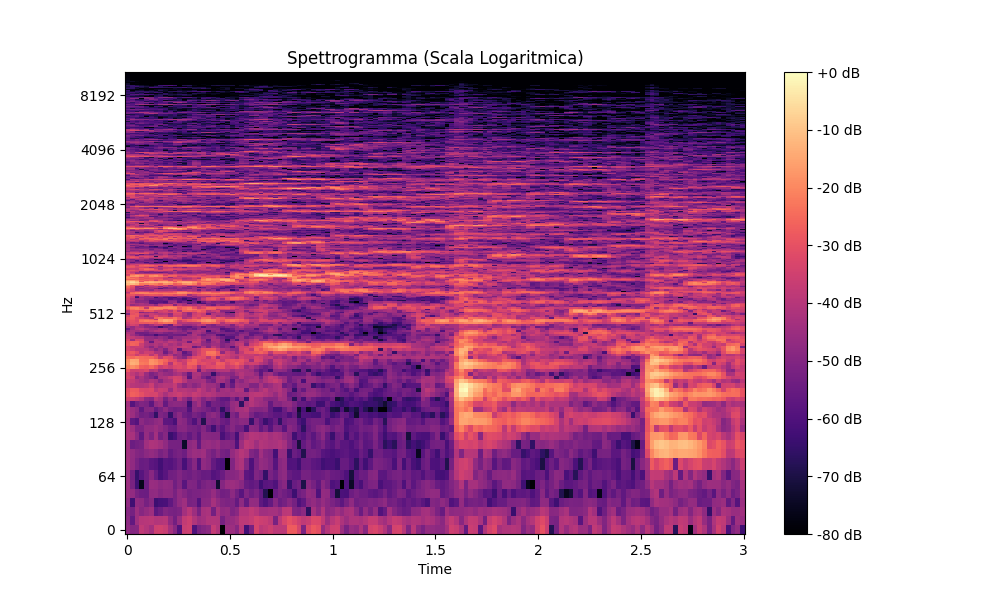 Spettrogramma (Scala Logaritmica)
Hz
8192
4096
2048
1024
512
256
128
64
0
0 0.5 1 1.5 2 2.5 3
Time
+0 dB
-10 dB
-20 dB
-30 dB
-40 dB
-50 dB
-60 dB
-70 dB
-80 dB